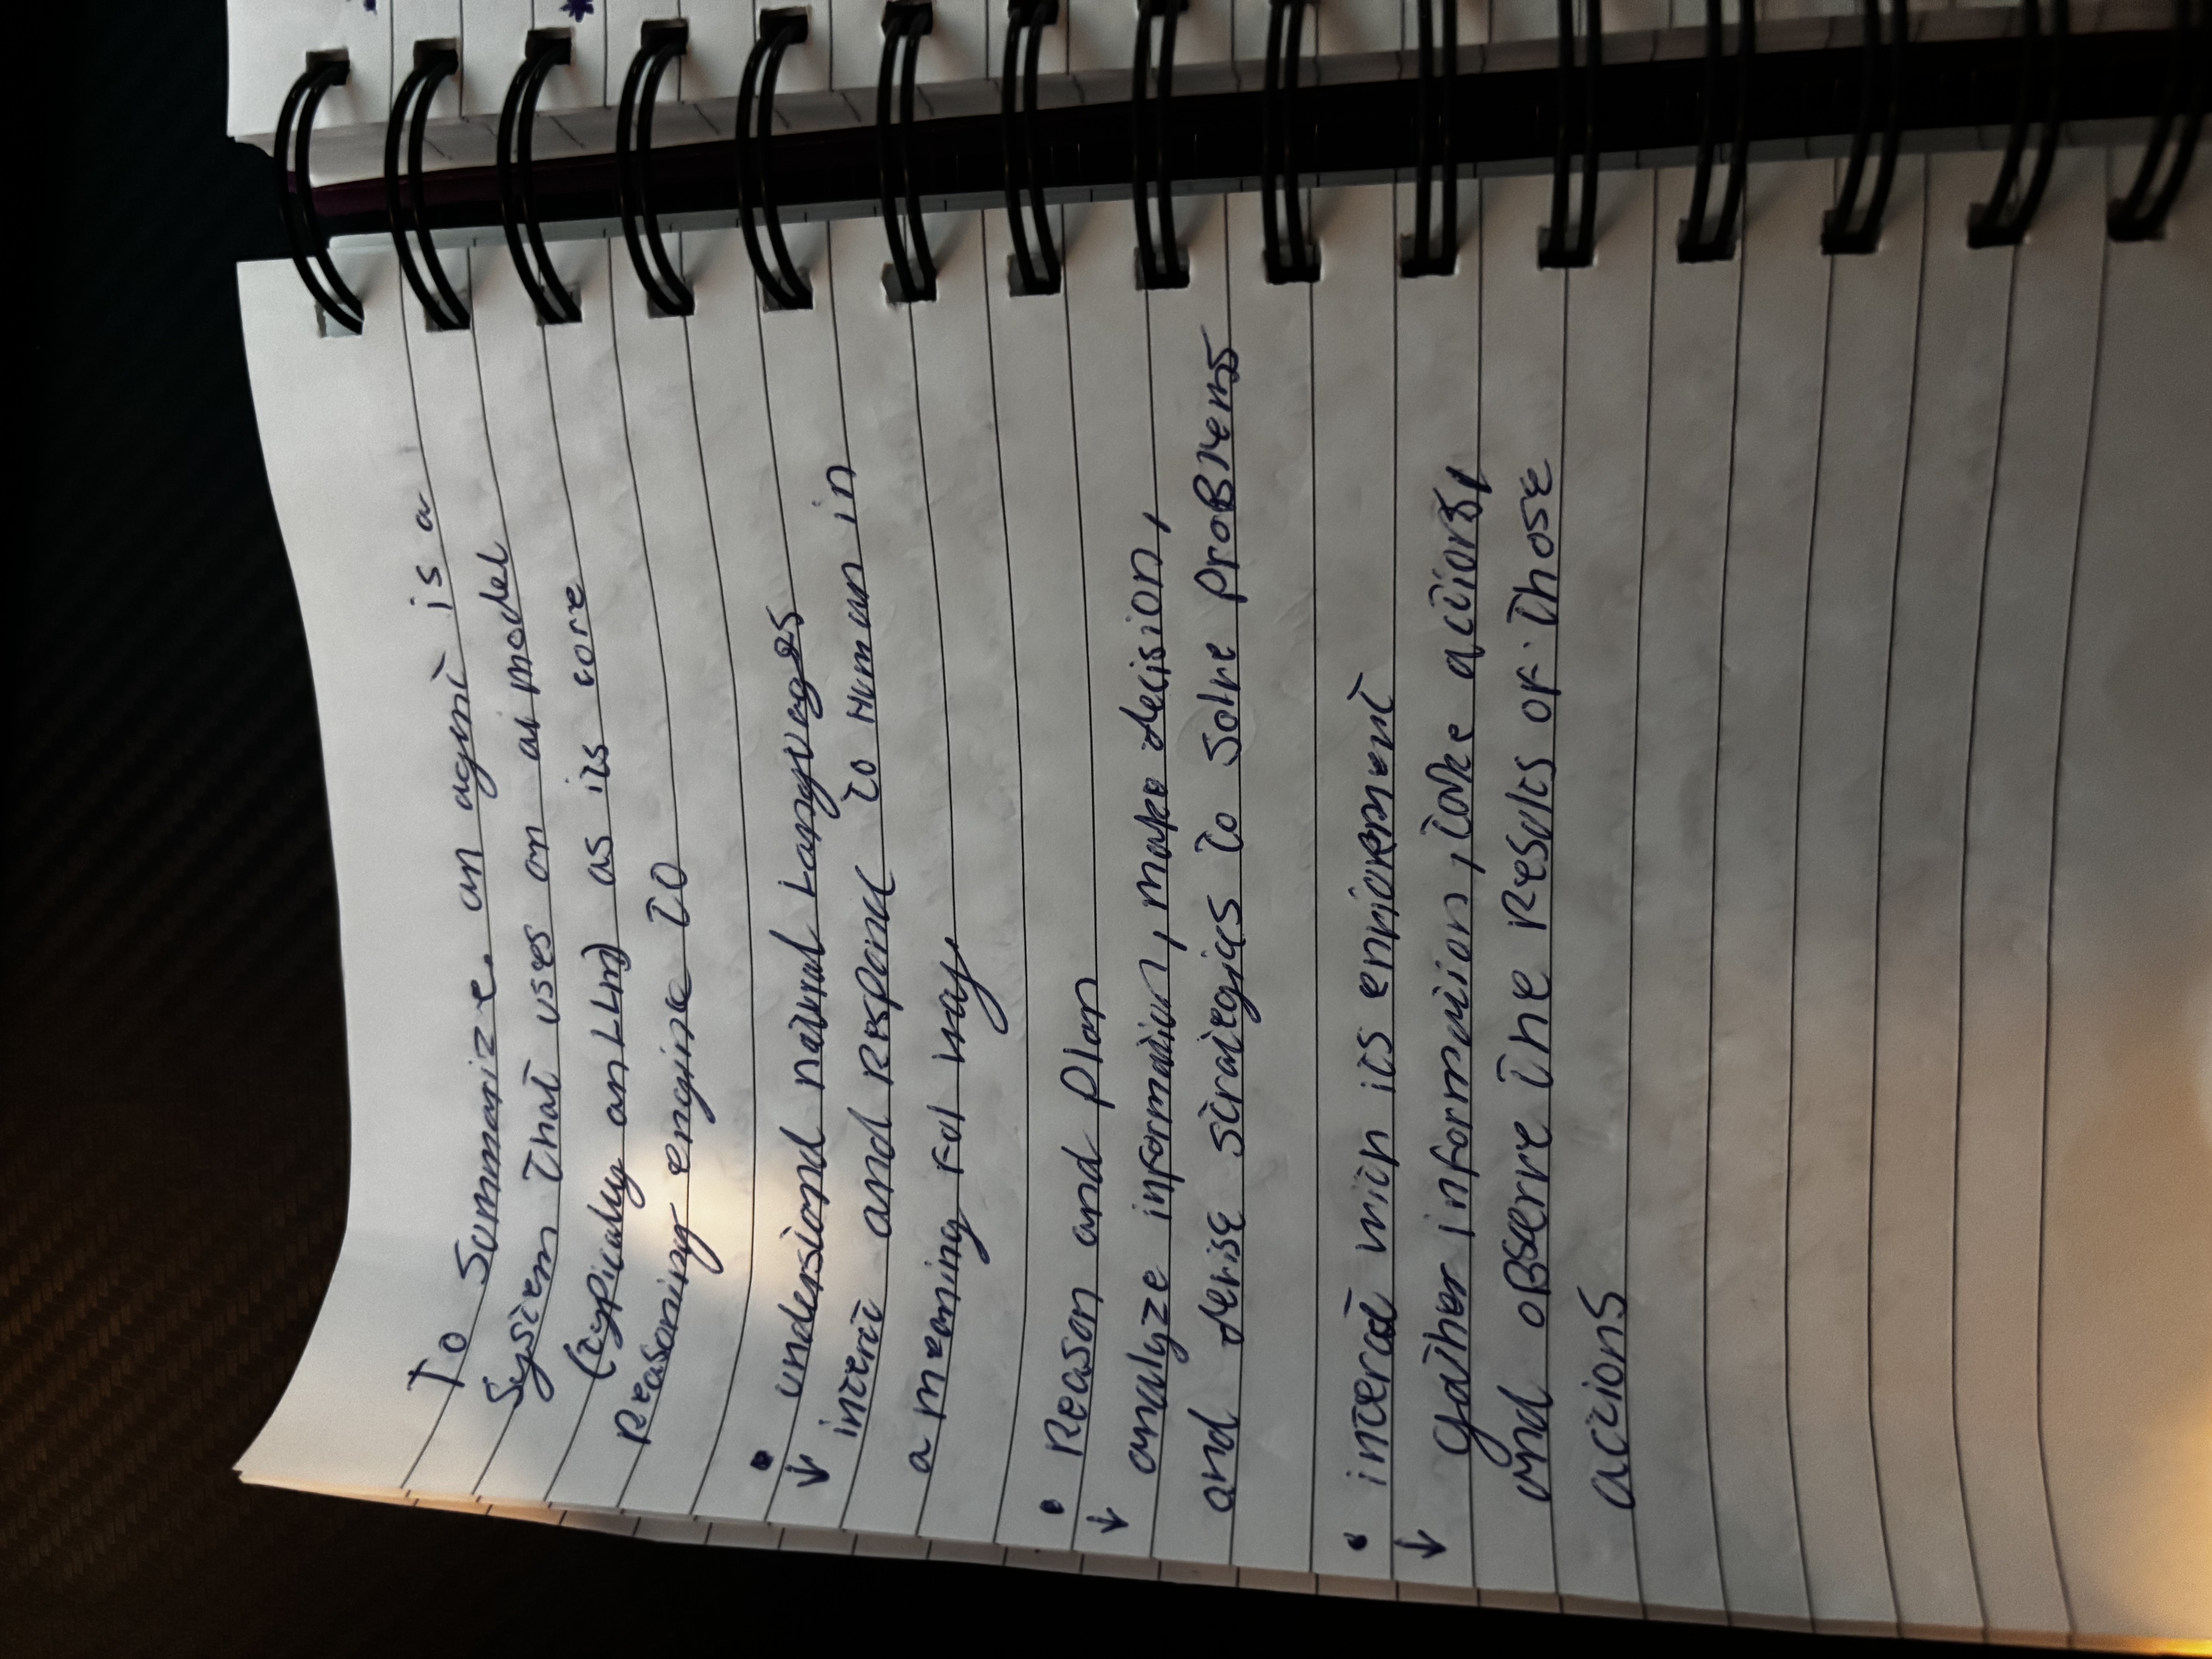 To Summarize. an agent is a
System that uses an ai model
(typically an LLm) as its core
Reasoning engine to
• understand natural Languages
↓ interct and Respond to Human in
a meaning Ful way.
• Reason and plan
↓ analyze information, make decision,
and devise strategies to solve problems
• interact with its enviorement
↓ gather information, take actions,
and observe the Results of those
actions